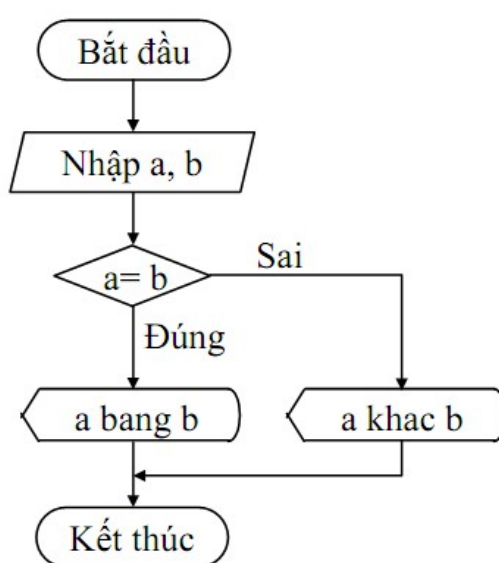 Bắt đầu
Nhập a, b
a= b
Sai
Đúng
a bang b
a khac b
Kết thúc